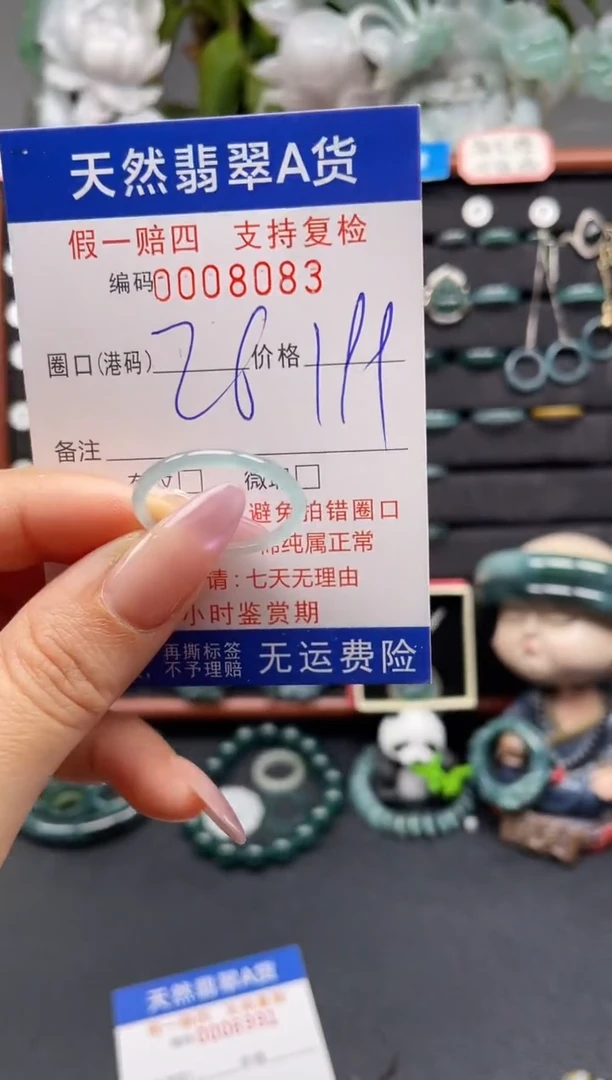 天然翡翠A货
假一赔四 支持复检
编码0008083
圈口(港码) 26 价格 111
备注
避免拍错圈口
纯属正常
请:七天无理由
小时鉴赏期
再撕标签
不予理赔 无运费险
天然翡翠A货